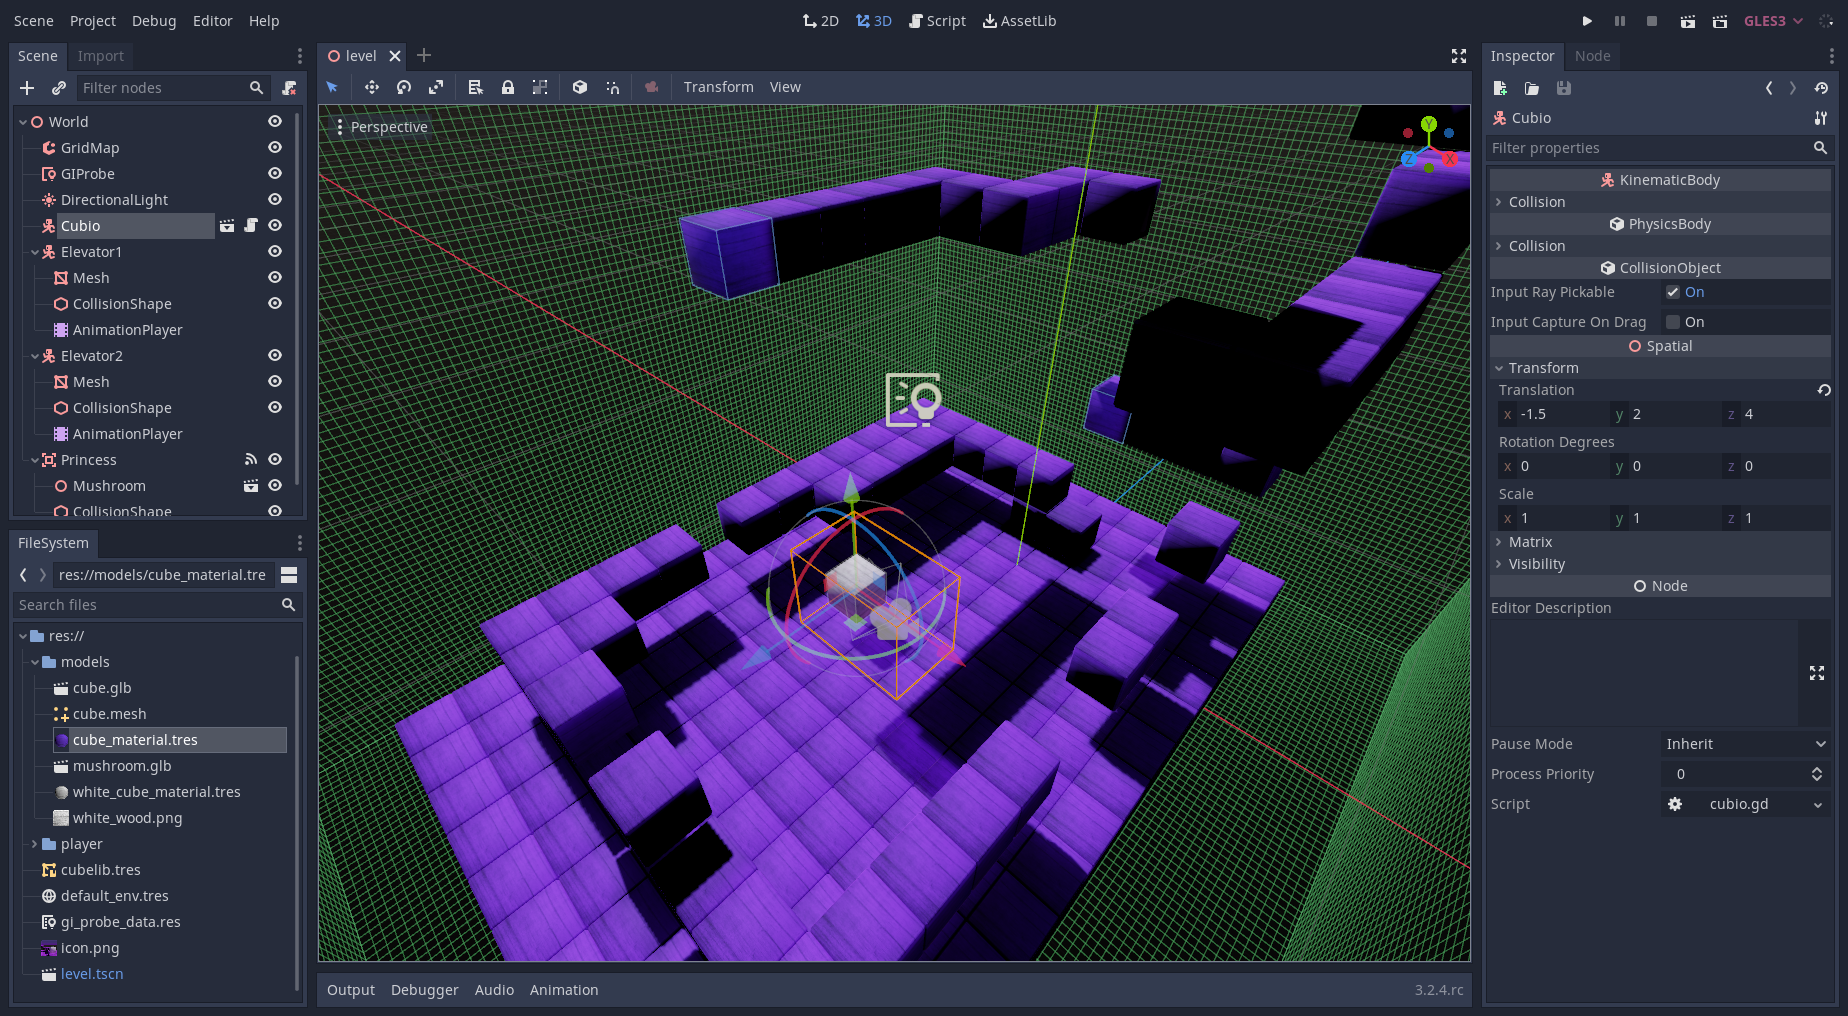 Scene Project Debug Editor Help
2D 3D Script AssetLib
GLES3
Scene Import
Filter nodes
World
GridMap
GIProbe
DirectionalLight
Cubio
Elevator1
Mesh
CollisionShape
AnimationPlayer
Elevator2
Mesh
CollisionShape
AnimationPlayer
Princess
Mushroom
CollisionShape
FileSystem
res://models/cube_material.tre
Search files
res://
models
cube.glb
cube.mesh
cube_material.tres
mushroom.glb
white_cube_material.tres
white_wood.png
player
cubelib.tres
default_env.tres
gi_probe_data.res
icon.png
level.tscn
level
Transform View
Perspective
Y
Z X
Output Debugger Audio Animation 3.2.4.rc
Inspector Node
Cubio
Filter properties
KinematicBody
Collision
PhysicsBody
Collision
CollisionObject
Input Ray Pickable On
Input Capture On Drag On
Spatial
Transform
Translation
x -1.5 y 2 z 4
Rotation Degrees
x 0 y 0 z 0
Scale
x 1 y 1 z 1
Matrix
Visibility
Node
Editor Description
Pause Mode Inherit
Process Priority 0
Script cubio.gd